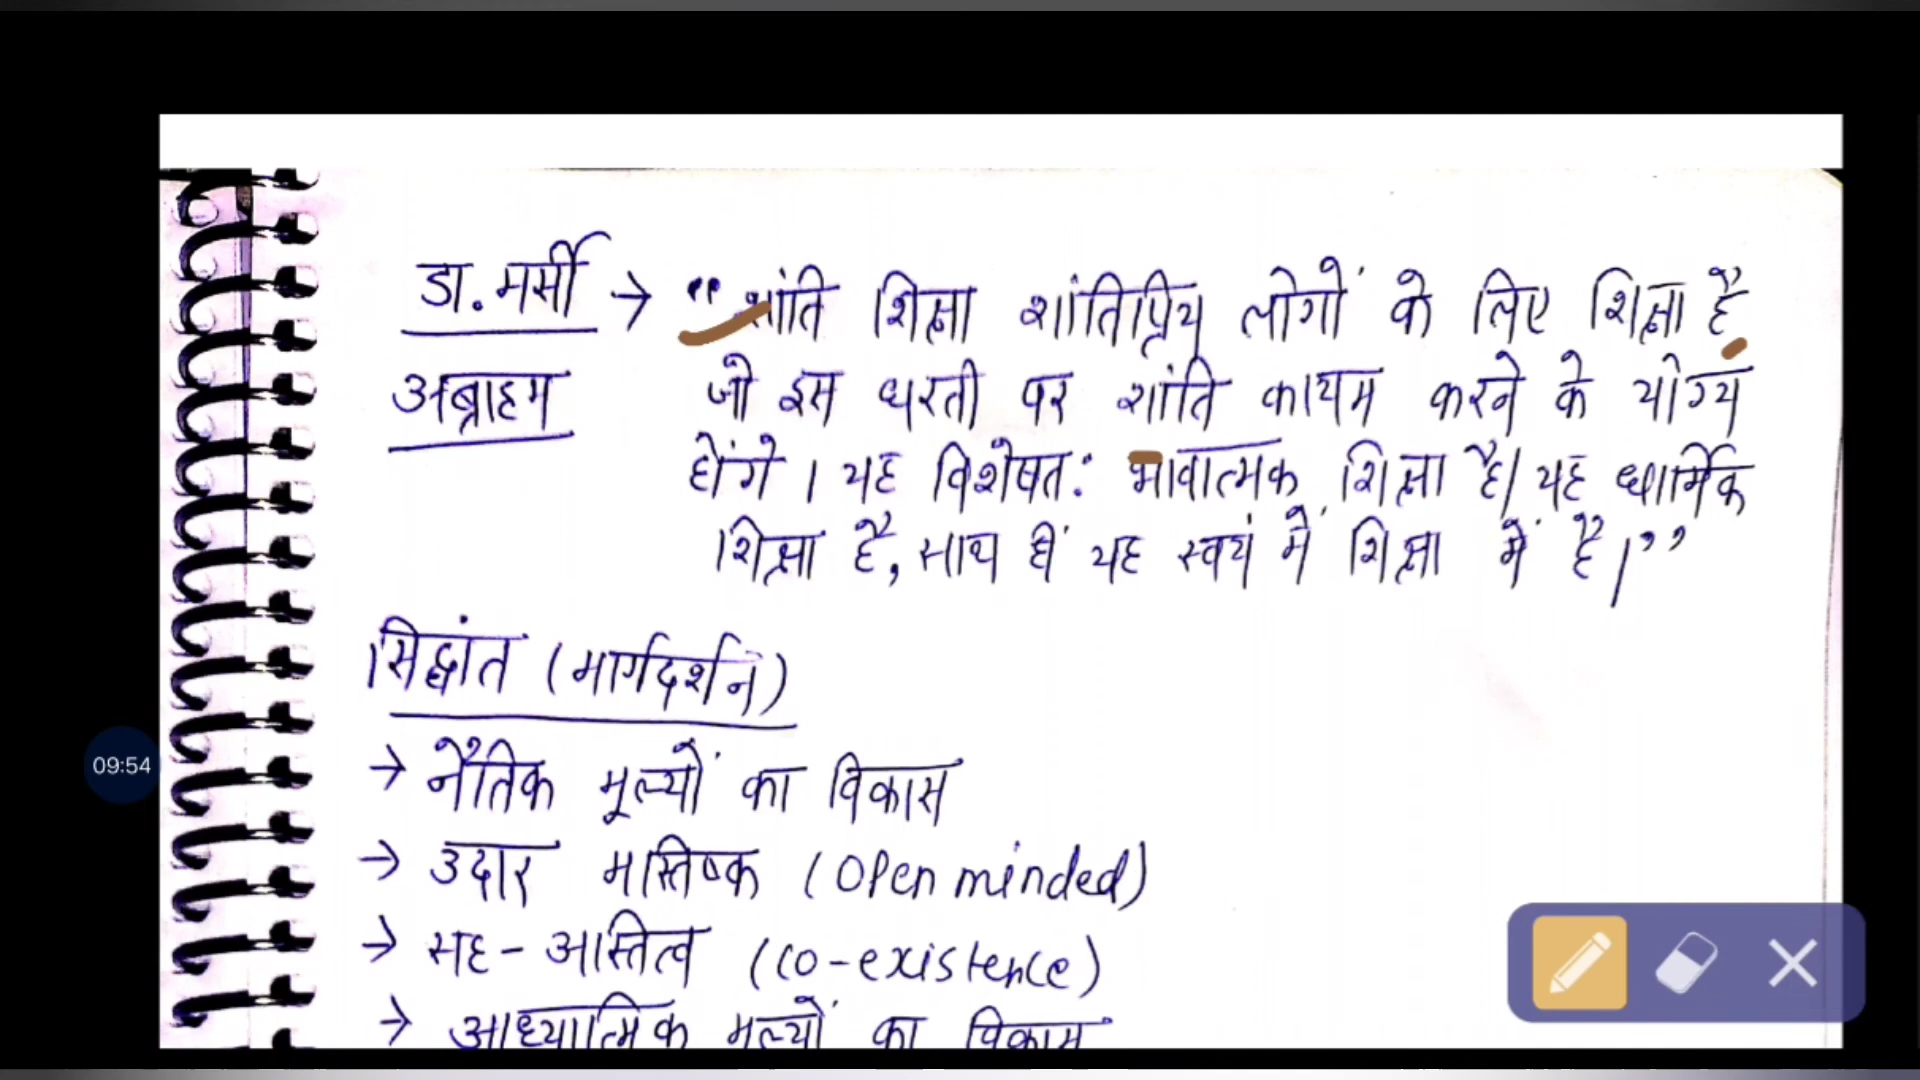 डा. मर्सी → “शांति शिक्षा शांतिप्रिय लोगों के लिए शिक्षा है
अब्राहम जो इस धरती पर शांति कायम करने के योग्य
होंगे । यह विशेषत: भावात्मक शिक्षा है। यह धार्मिक
शिक्षा है, साथ हीं यह स्वयं में शिक्षा में है।”
सिद्धांत (मार्गदर्शन)
→ नैतिक मूल्यों का विकास
09:54
→ उदार मस्तिष्क (Open minded)
→ सह-अस्तित्व (co-existence)
→ आध्यात्मिक मूल्यों का विकास